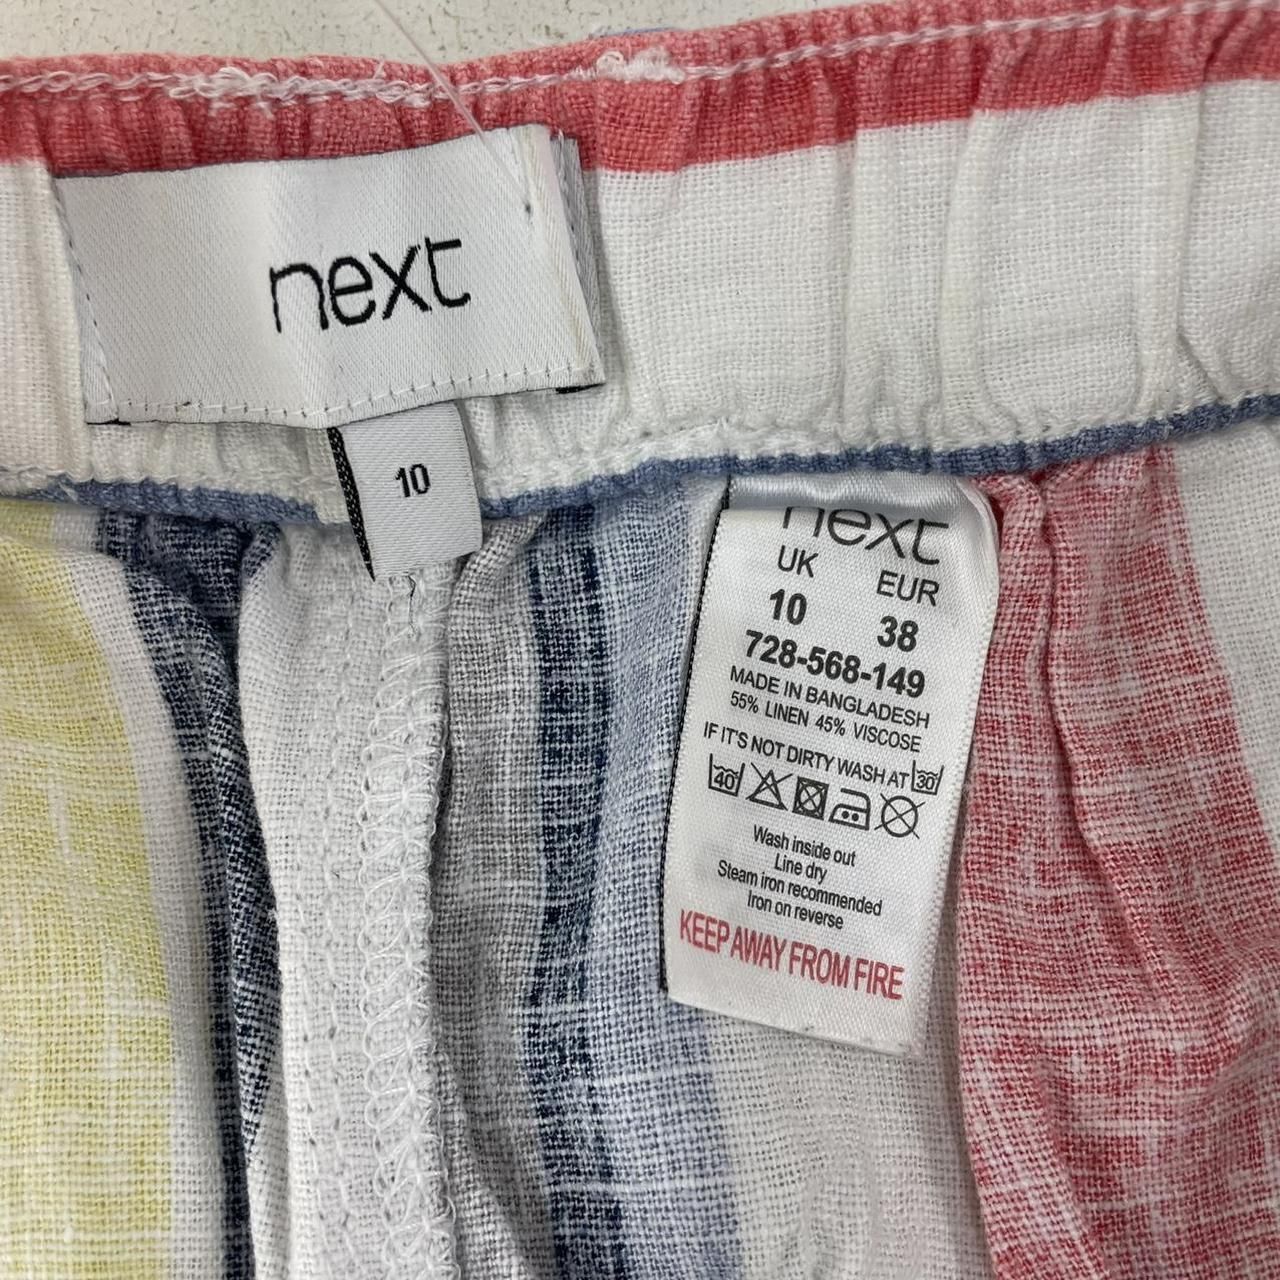 next
10
next
UK EUR
10 38
728-568-149
MADE IN BANGLADESH
55% LINEN 45% VISCOSE
IF IT'S NOT DIRTY WASH AT 30
40
Wash inside out
Line dry
Steam iron recommended
Iron on reverse
KEEP AWAY FROM FIRE